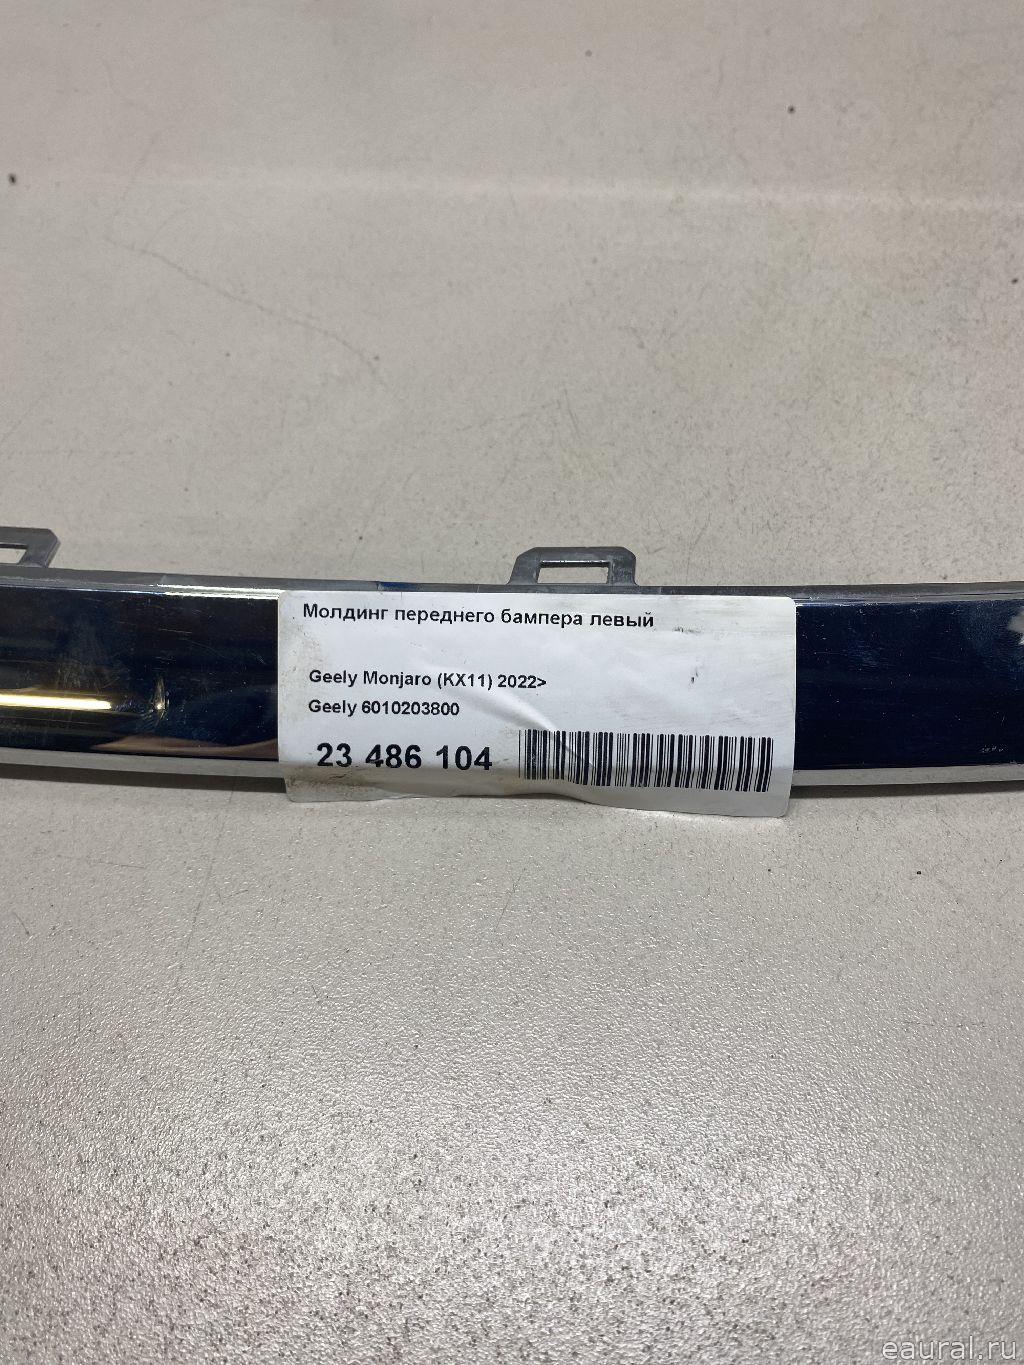 Молдинг переднего бампера левый
Geely Monjaro (KX11) 2022>
Geely 6010203800
23 486 104
eaural.ru